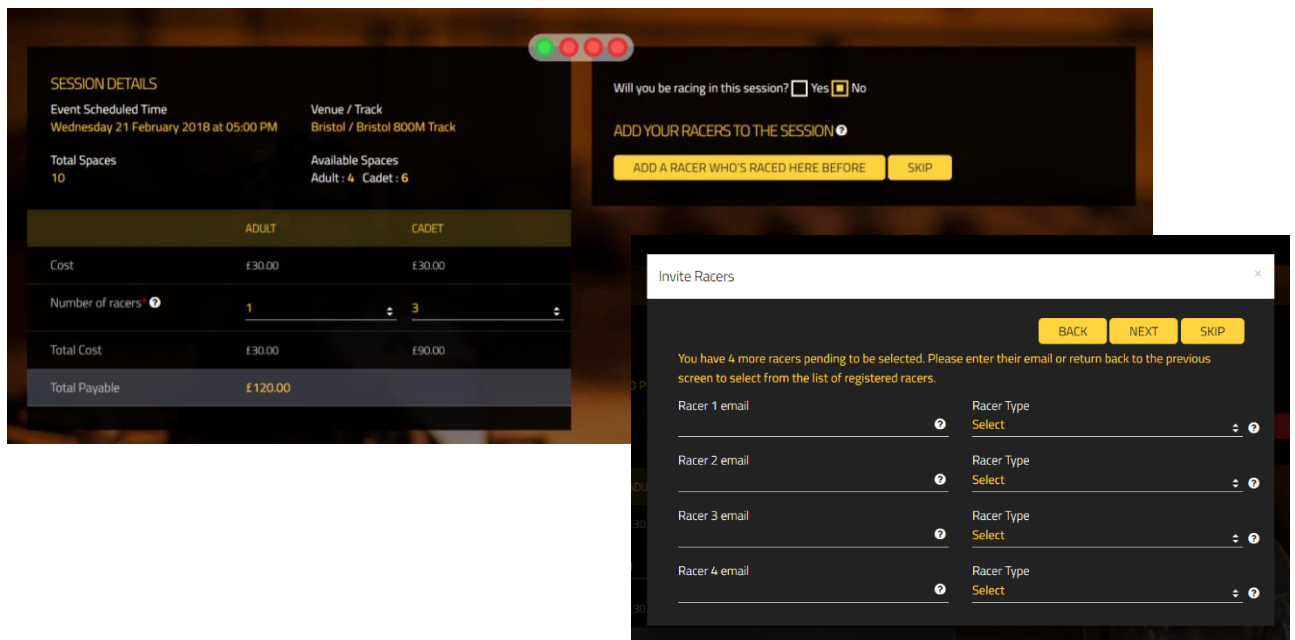 SESSION DETAILS
Event Scheduled Time
Wednesday 21 February 2018 at 05:00 PM
Venue / Track
Bristol / Bristol 800M Track
Total Spaces
10
Available Spaces
Adult : 4 Cadet : 6
ADULT CADET
Cost £30.00 £30.00
Number of racers* 1 3
Total Cost £30.00 £90.00
Total Payable £120.00
Will you be racing in this session? Yes No
ADD YOUR RACERS TO THE SESSION
ADD A RACER WHO'S RACED HERE BEFORE SKIP
Invite Racers ×
BACK NEXT SKIP
You have 4 more racers pending to be selected. Please enter their email or return back to the previous
screen to select from the list of registered racers.
Racer 1 email Racer Type
Select
Racer 2 email Racer Type
Select
Racer 3 email Racer Type
Select
Racer 4 email Racer Type
Select